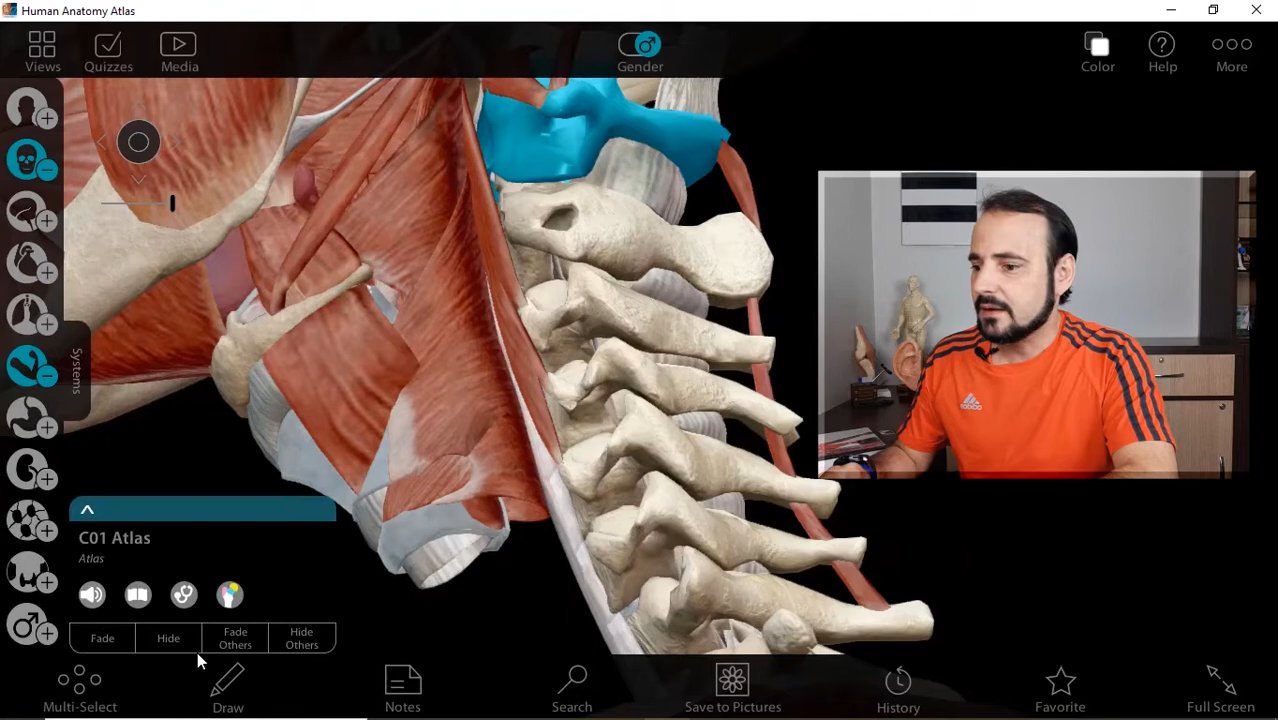 Human Anatomy Atlas
Views
Quizzes
Media
Gender
Color
Help
More
Systems
C01 Atlas
Atlas
Fade
Hide
Fade
Others
Hide
Others
Multi-Select
Draw
Notes
Search
Save to Pictures
History
Favorite
Full Screen
adidas